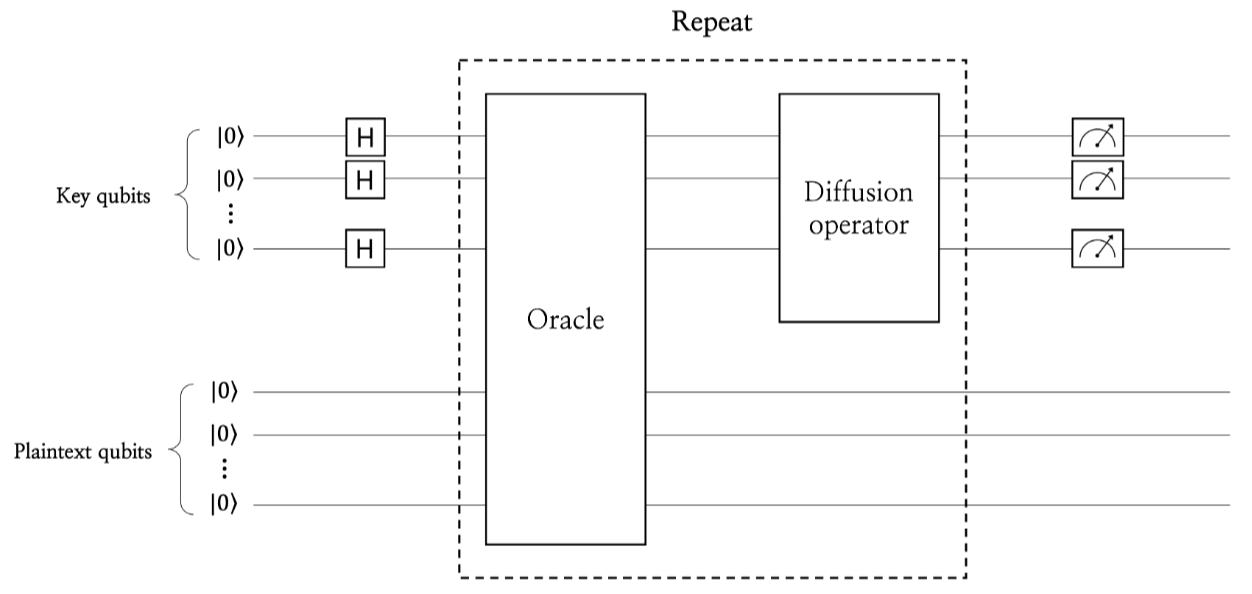 Repeat
Key qubits
|0⟩ H
|0⟩ H
⋮
|0⟩ H
Oracle
Diffusion
operator
Plaintext qubits
|0⟩
|0⟩
⋮
|0⟩